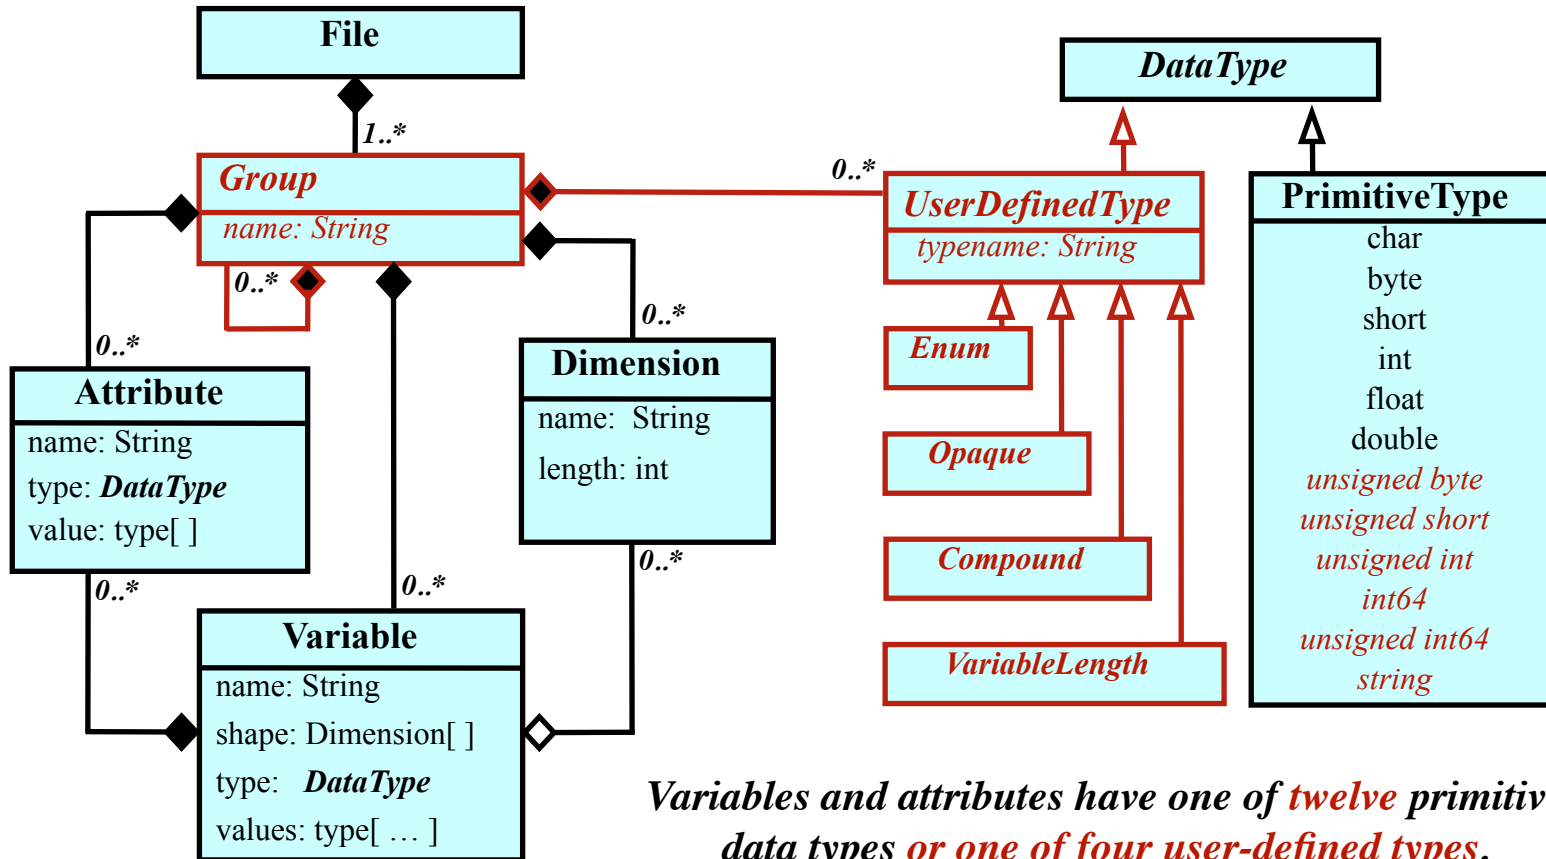 File
1..*
Group
name: String
0..*
0..*
Attribute
name: String
type: DataType
value: type[ ]
0..*
0..*
0..*
Dimension
name: String
length: int
0..*
Variable
name: String
shape: Dimension[ ]
type: DataType
values: type[ … ]
0..*
DataType
UserDefinedType
typename: String
Enum
Opaque
Compound
VariableLength
PrimitiveType
char
byte
short
int
float
double
unsigned byte
unsigned short
unsigned int
int64
unsigned int64
string
Variables and attributes have one of twelve primitiv
data types or one of four user-defined types.